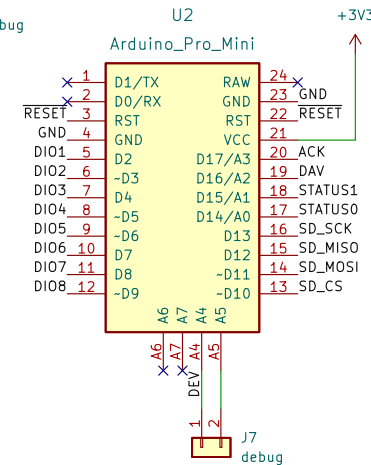 ebug
U2
+3V3
Arduino_Pro_Mini
1 D1/TX RAW 24
2 D0/RX GND 23 GND
RESET 3 RST RST 22 RESET
GND 4 GND VCC 21
DIO1 5 D2 D17/A3 20 ACK
DIO2 6 ~D3 D16/A2 19 DAV
DIO3 7 D4 D15/A1 18 STATUS1
DIO4 8 ~D5 D14/A0 17 STATUS0
DIO5 9 ~D6 D13 16 SD_SCK
DIO6 10 D7 D12 15 SD_MISO
DIO7 11 D8 ~D11 14 SD_MOSI
DIO8 12 ~D9 ~D10 13 SD_CS
A6 A7 A4 A5
A6 A7 A4 A5
DEV
1 2
J7
debug